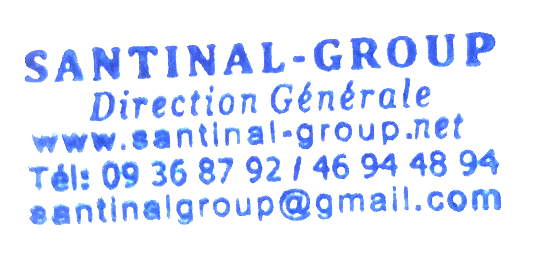 SANTINAL-GROUP
Direction Générale
www.santinal-group.net
Tél: 09 36 87 92 / 46 94 48 94
santinalgroup@gmail.com